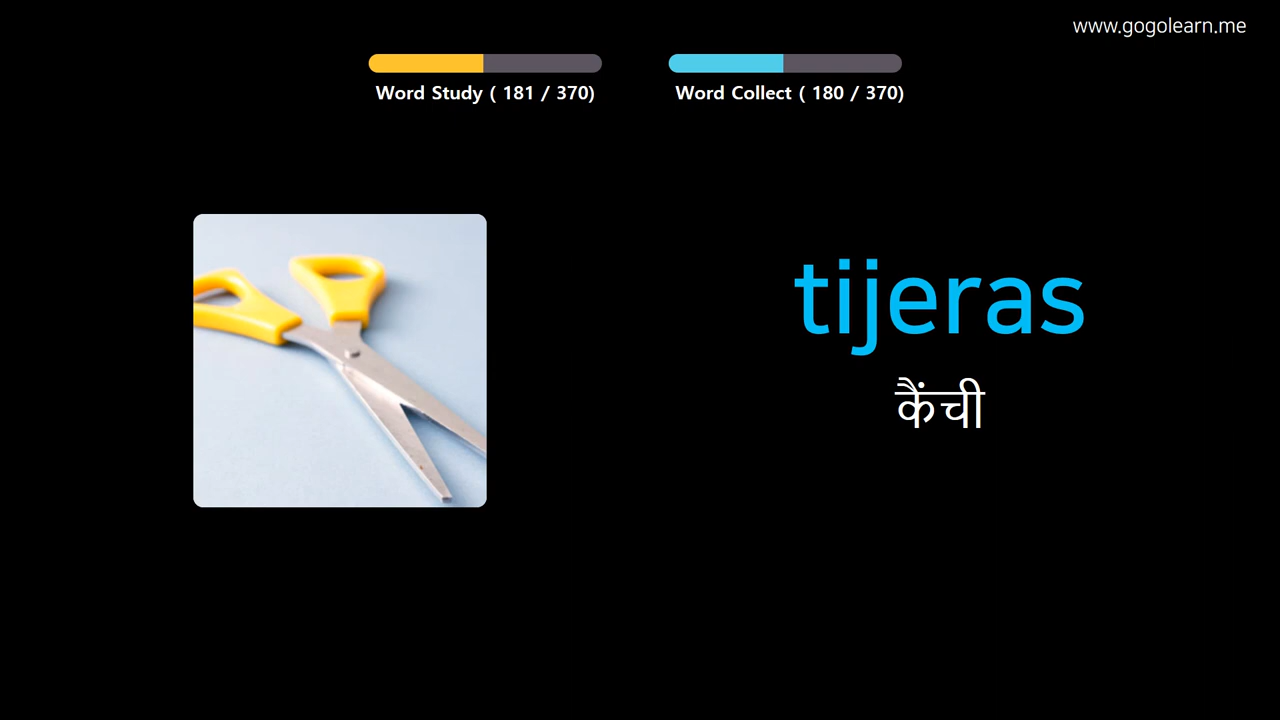 www.gogolearn.me
Word Study ( 181 / 370)
Word Collect ( 180 / 370)
tijeras
कैंची